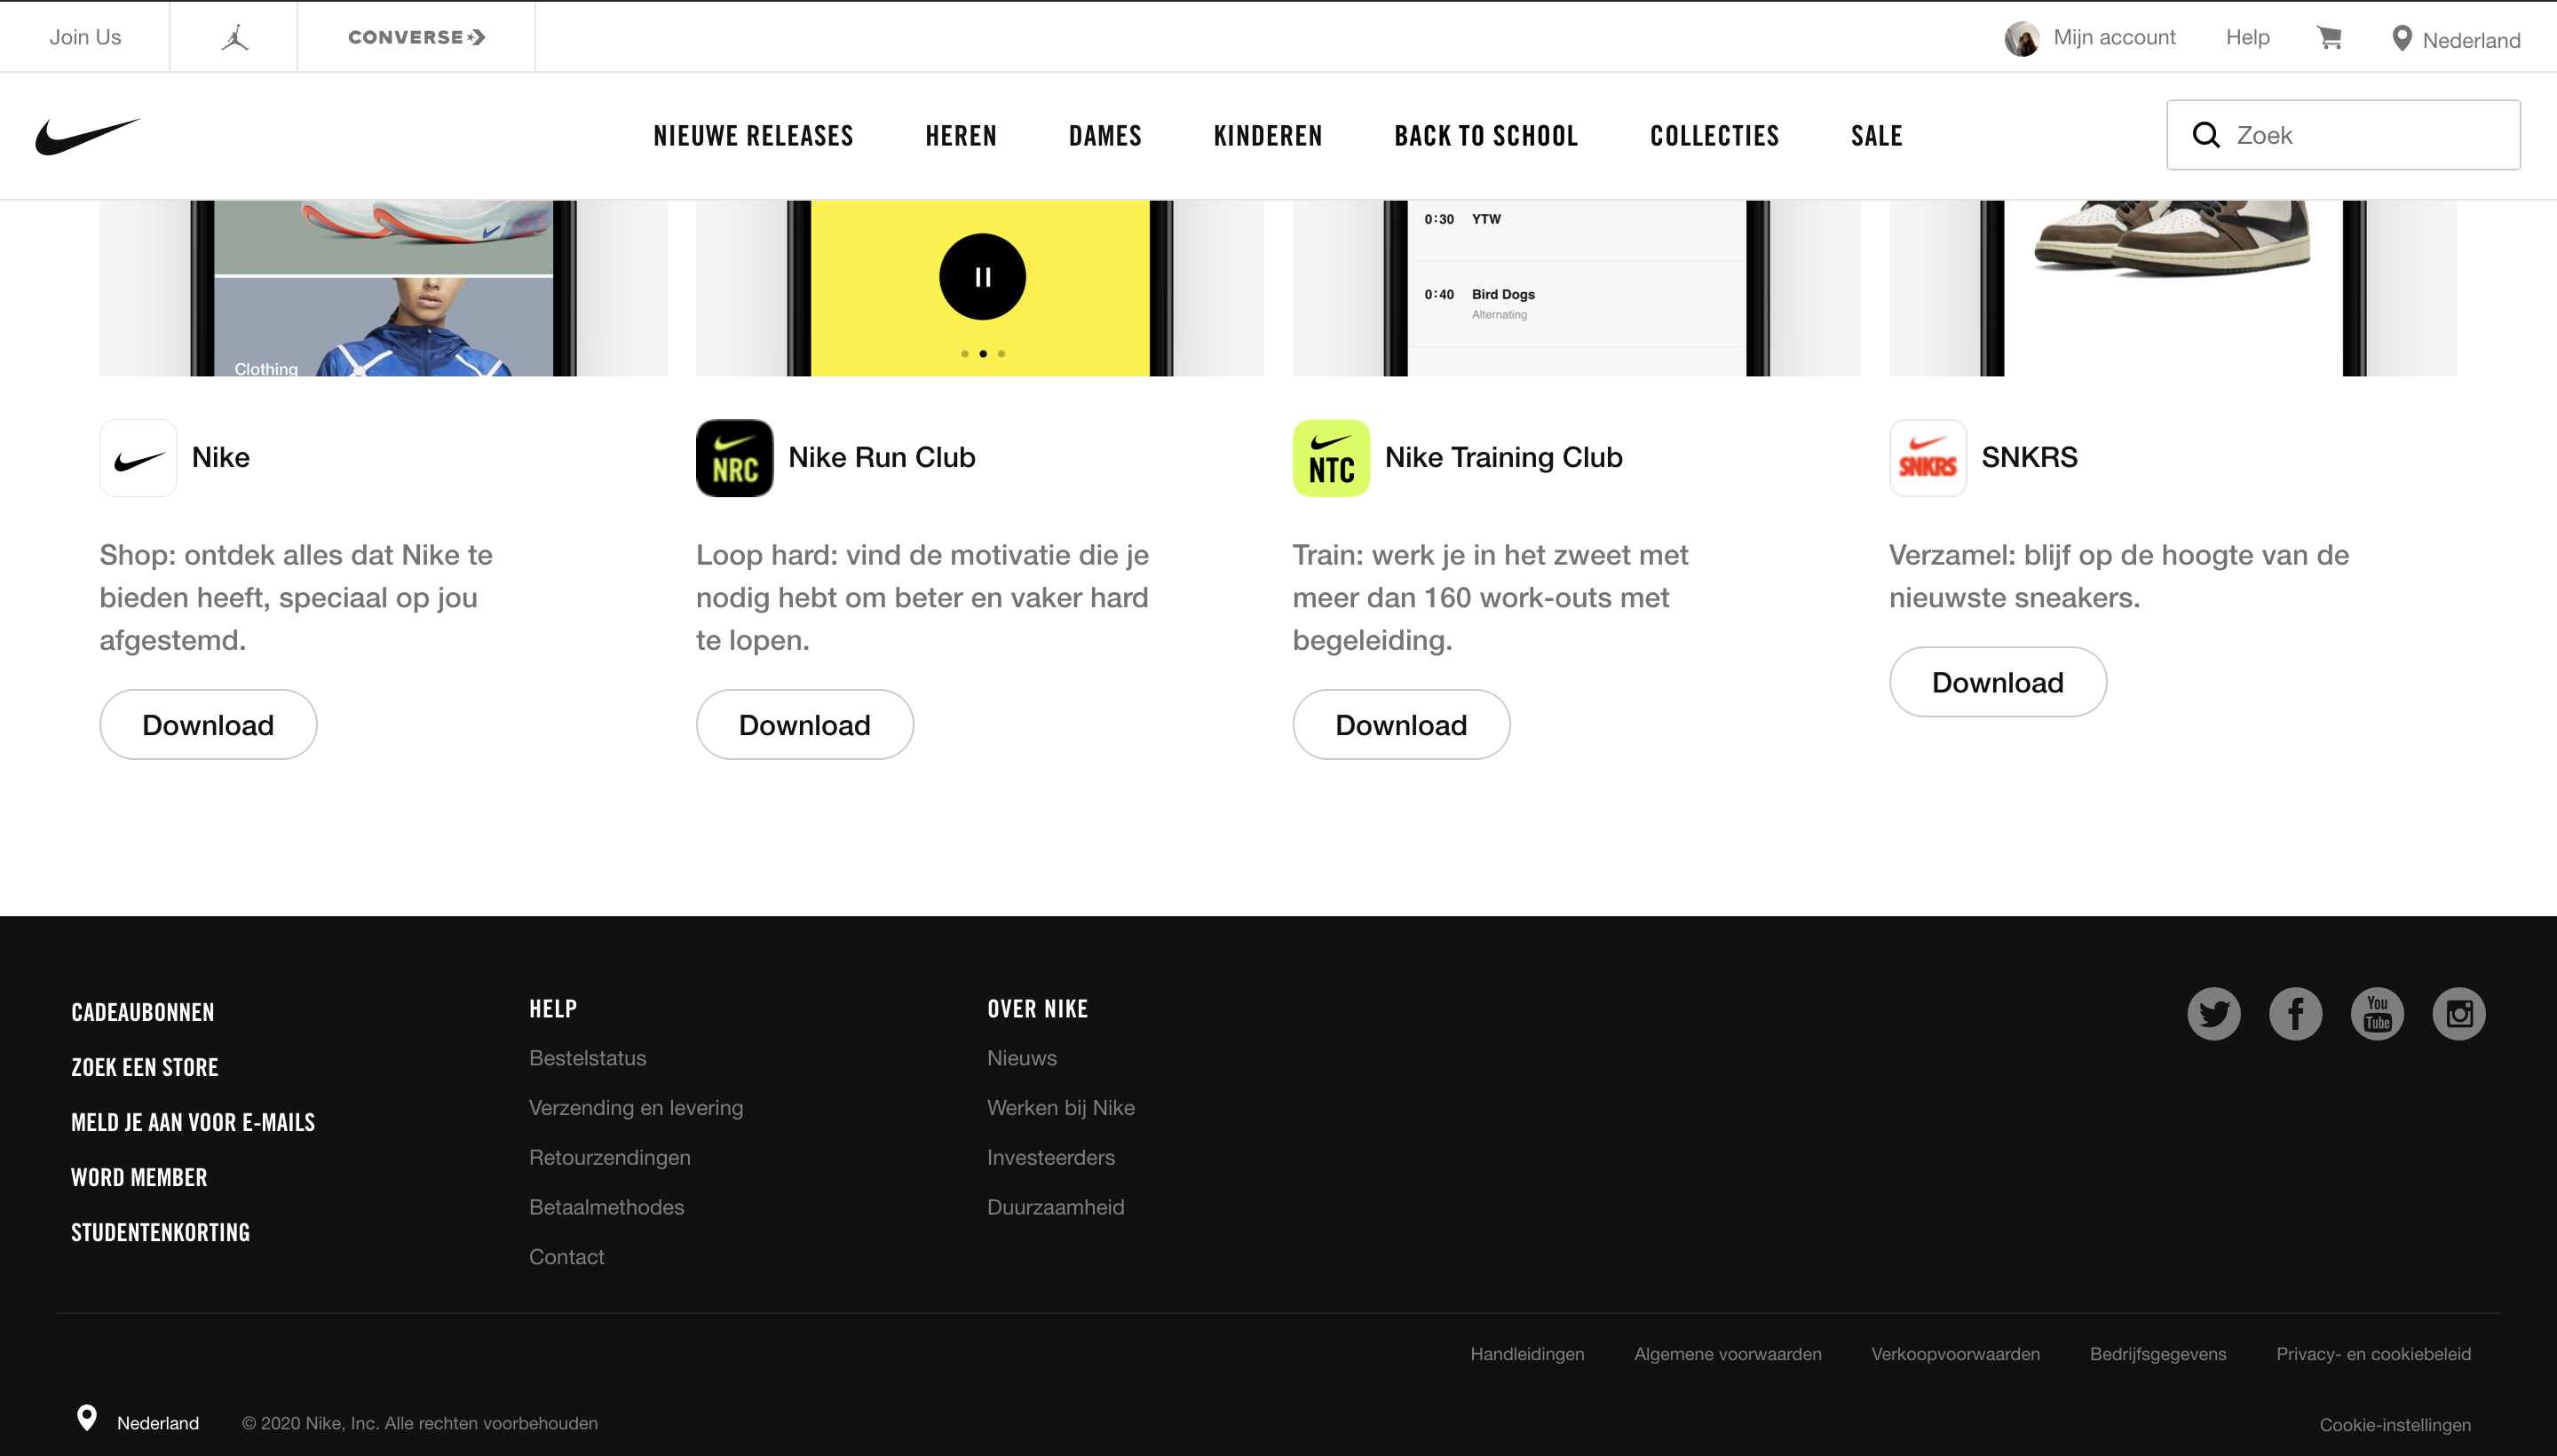 Join Us
CONVERSE
Mijn account
Help
Nederland
NIEUWE RELEASES
HEREN
DAMES
KINDEREN
BACK TO SCHOOL
COLLECTIES
SALE
Zoek
Clothing
0:30 YTW
0:40 Bird Dogs
Alternating
Nike
Shop: ontdek alles dat Nike te
bieden heeft, speciaal op jou
afgestemd.
Download
NRC
Nike Run Club
Loop hard: vind de motivatie die je
nodig hebt om beter en vaker hard
te lopen.
Download
NTC
Nike Training Club
Train: werk je in het zweet met
meer dan 160 work-outs met
begeleiding.
Download
SNKRS
SNKRS
Verzamel: blijf op de hoogte van de
nieuwste sneakers.
Download
CADEAUBONNEN
ZOEK EEN STORE
MELD JE AAN VOOR E-MAILS
WORD MEMBER
STUDENTENKORTING
HELP
Bestelstatus
Verzending en levering
Retourzendingen
Betaalmethodes
Contact
OVER NIKE
Nieuws
Werken bij Nike
Investeerders
Duurzaamheid
You
Tube
Handleidingen
Algemene voorwaarden
Verkoopvoorwaarden
Bedrijfsgegevens
Privacy- en cookiebeleid
Nederland
© 2020 Nike, Inc. Alle rechten voorbehouden
Cookie-instellingen